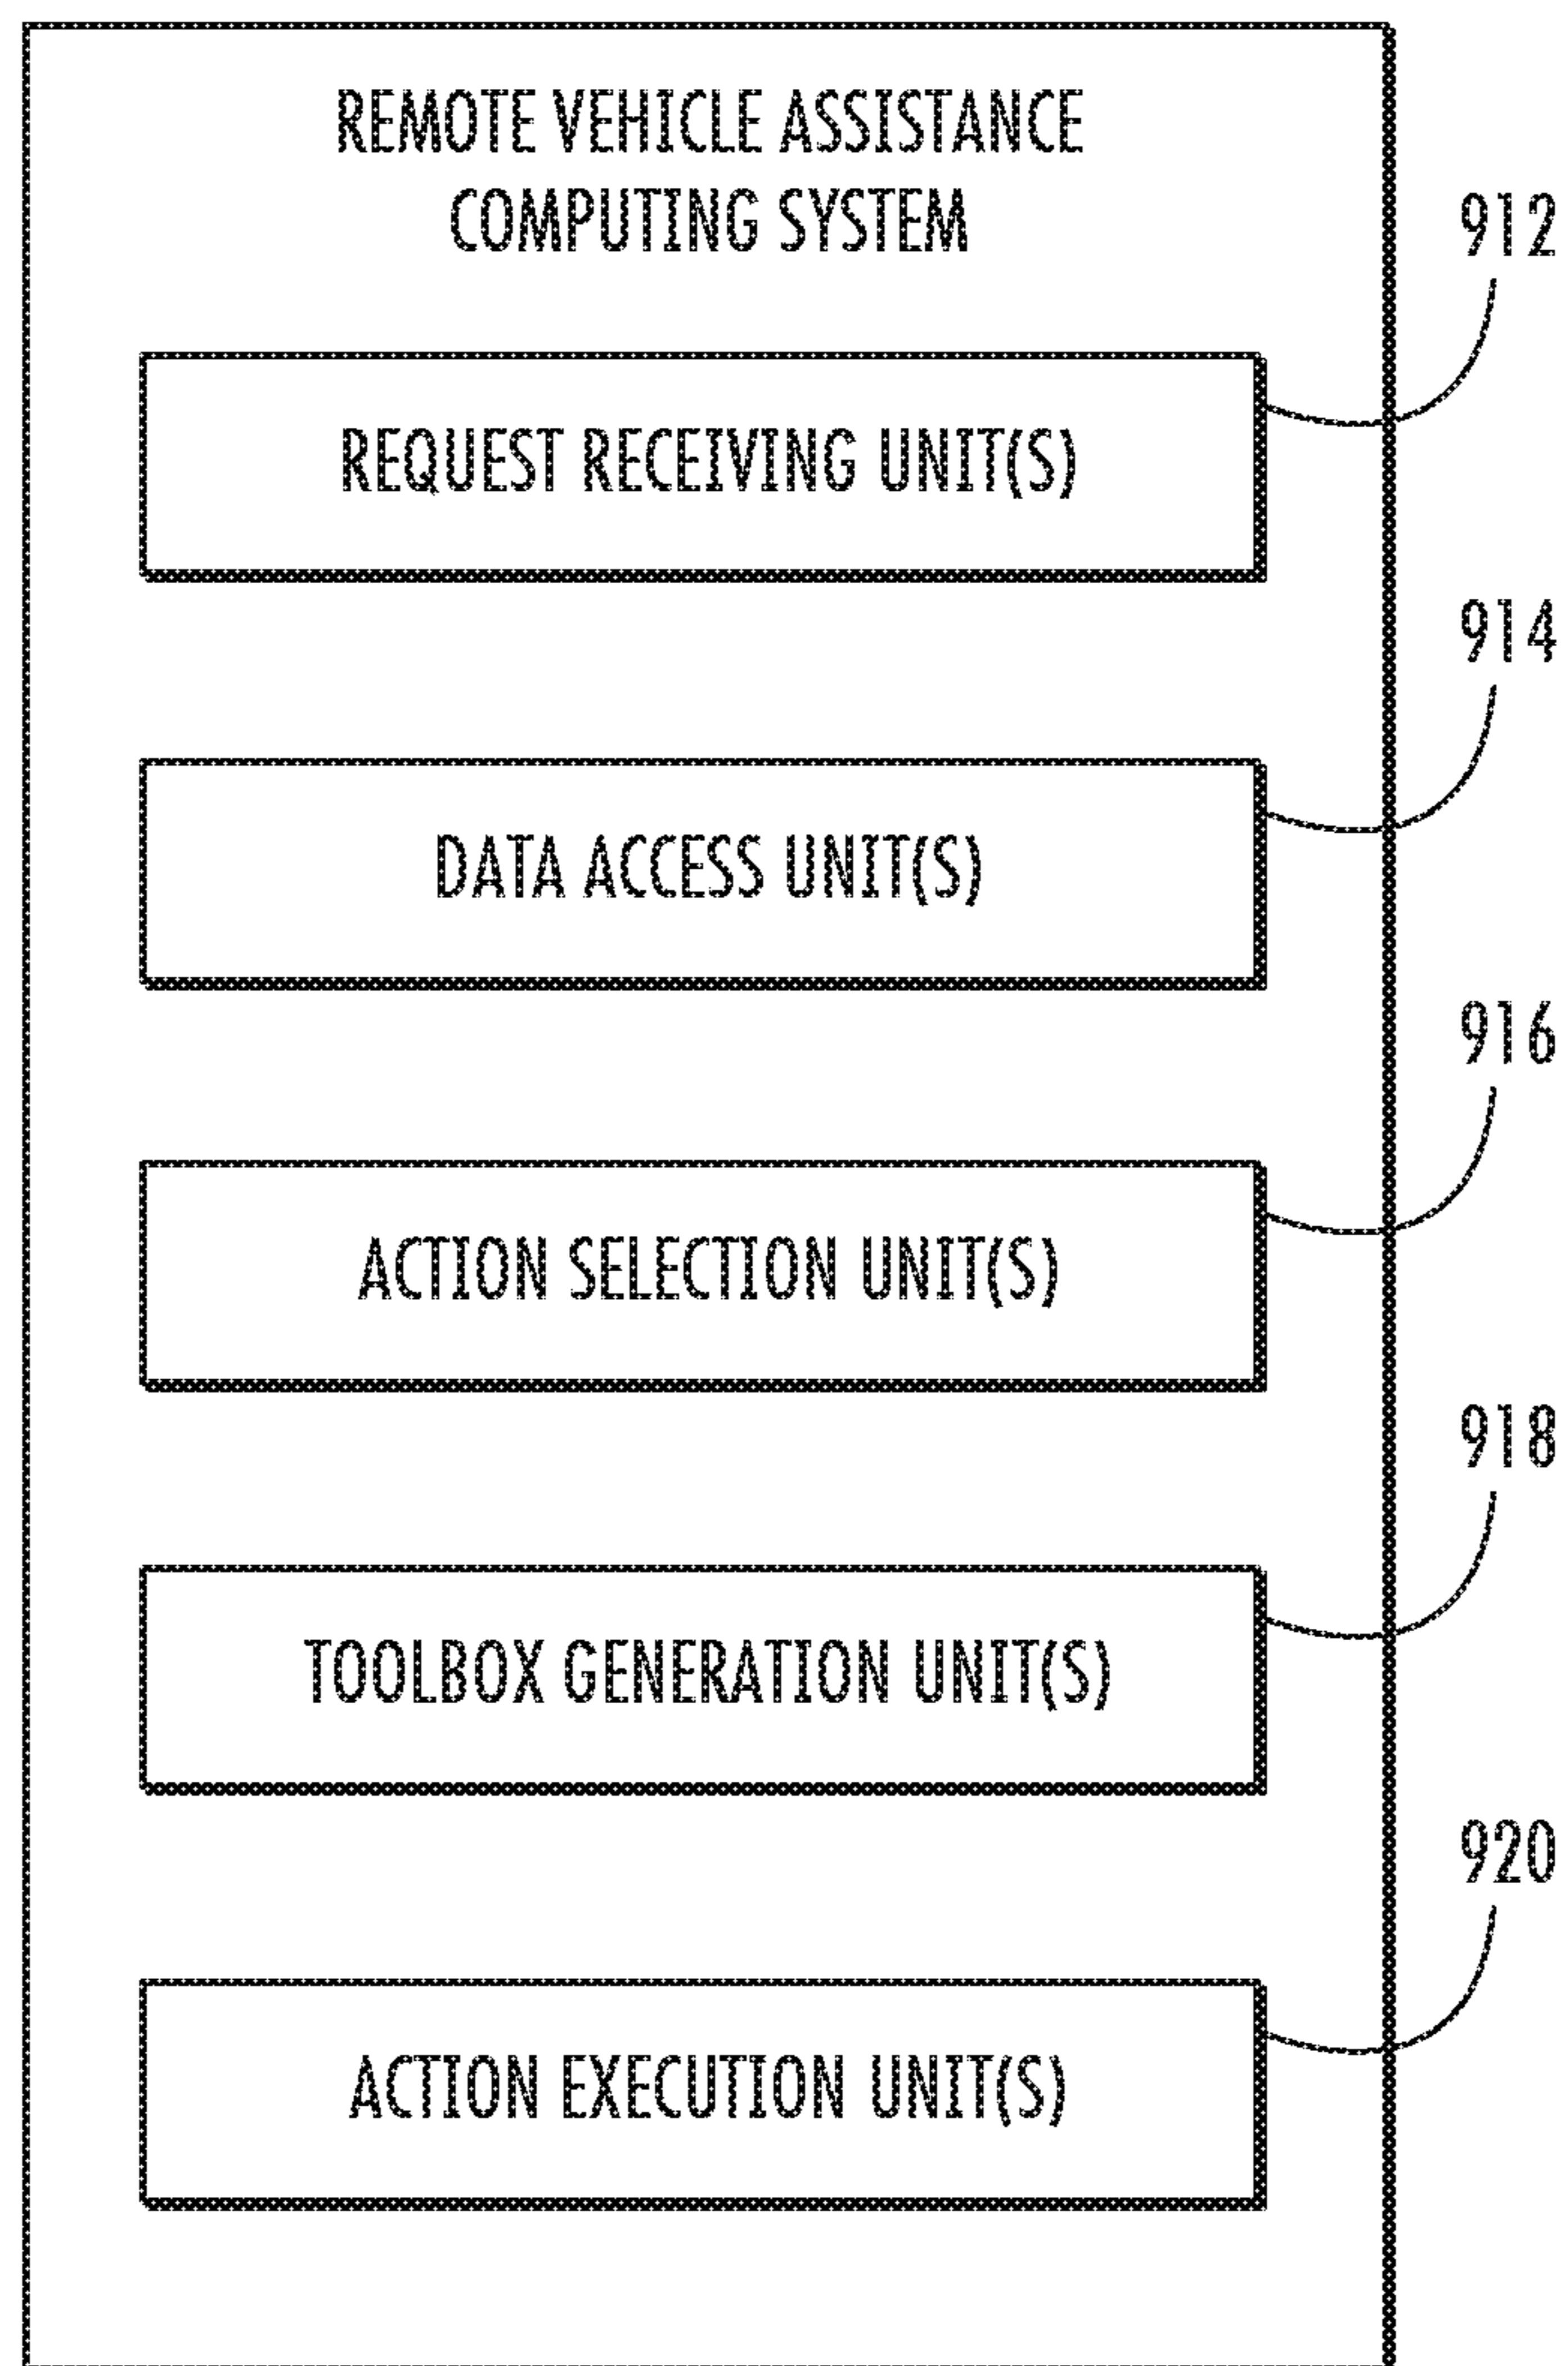 REMOTE VEHICLE ASSISTANCE
COMPUTING SYSTEM
912
REQUEST RECEIVING UNIT(S)
914
DATA ACCESS UNIT(S)
916
ACTION SELECTION UNIT(S)
918
TOOLBOX GENERATION UNIT(S)
920
ACTION EXECUTION UNIT(S)